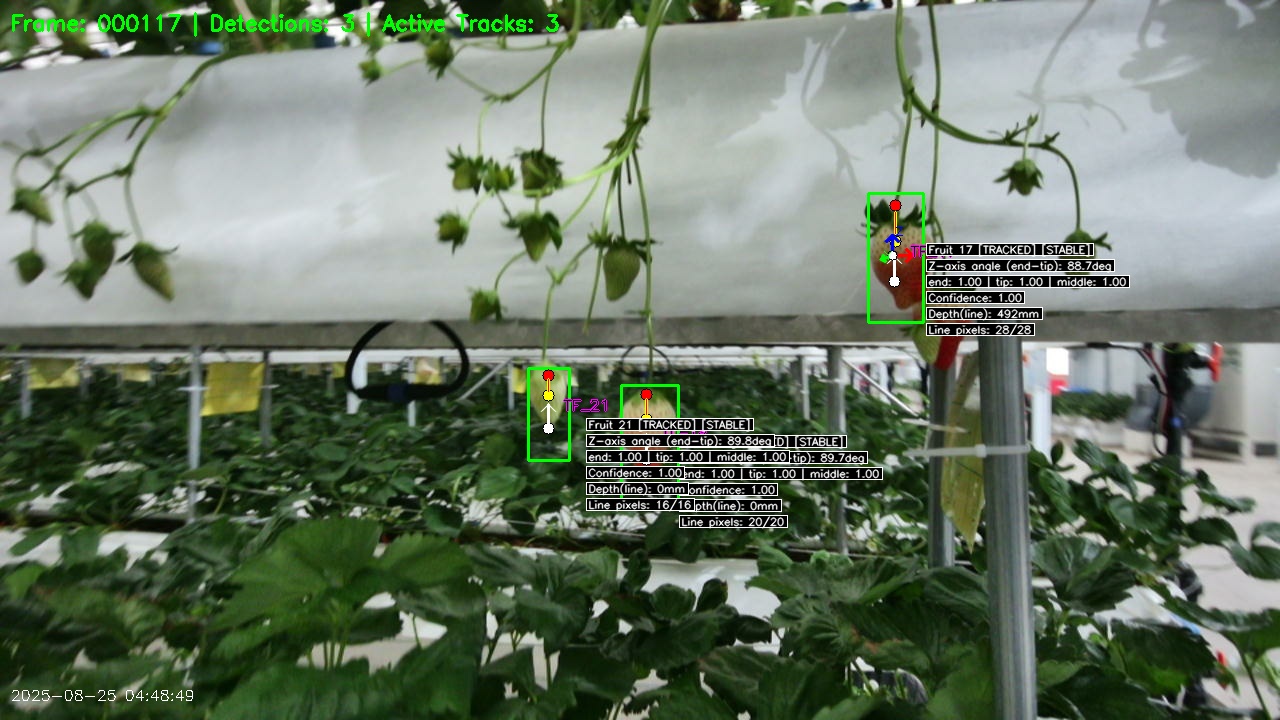 Frame: 000117 | Detections: 3 | Active Tracks: 3
Fruit 17 [TRACKED] [STABLE]
Z-axis angle (end-tip): 88.7deg
end: 1.00 | tip: 1.00 | middle: 1.00
Confidence: 1.00
Depth(line): 492mm
Line pixels: 28/28
TF_21
Fruit 21 [TRACKED] [STABLE]
Z-axis angle (end-tip): 89.8deg
D] [STABLE]
end: 1.00 | tip: 1.00 | middle: 1.00
tip): 89.7deg
Confidence: 1.00
end: 1.00 | tip: 1.00 | middle: 1.00
Depth(line): 0mm
onfidence: 1.00
Line pixels: 16/16
pth(line): 0mm
Line pixels: 20/20
2025-08-25 04:48:49